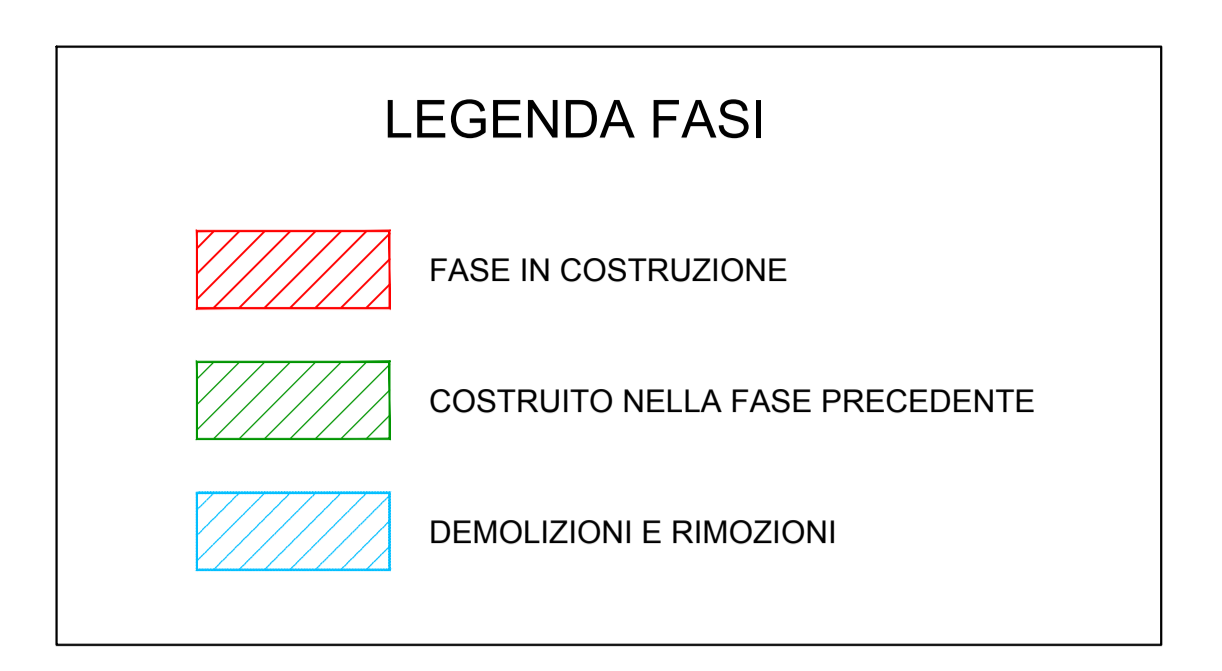 LEGENDA FASI
FASE IN COSTRUZIONE
COSTRUITO NELLA FASE PRECEDENTE
DEMOLIZIONI E RIMOZIONI